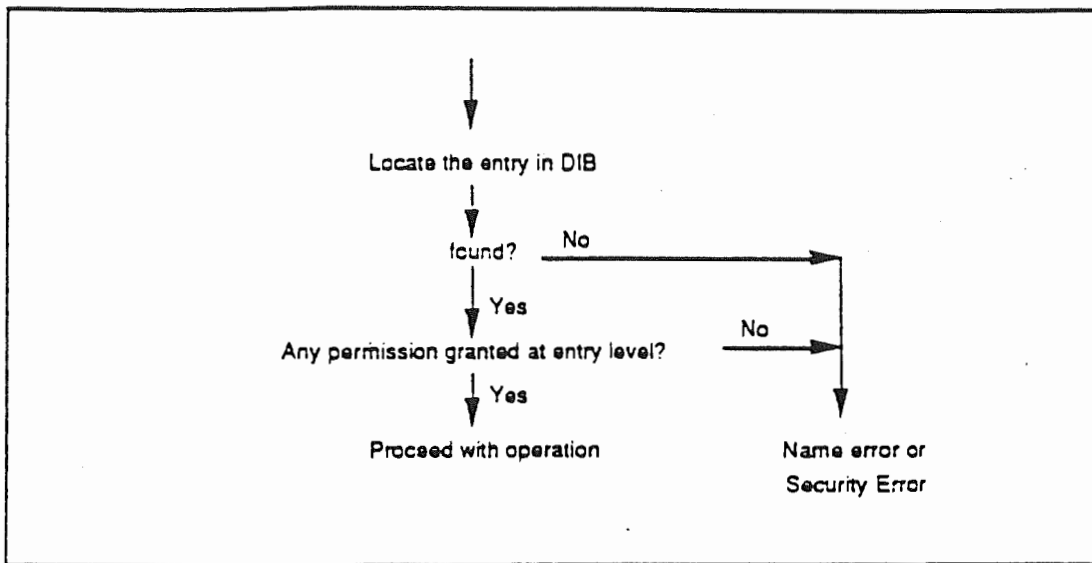 Locate the entry in DIB
found?
No
Yes
Any permission granted at entry level?
No
Yes
Proceed with operation
Name error or
Security Error